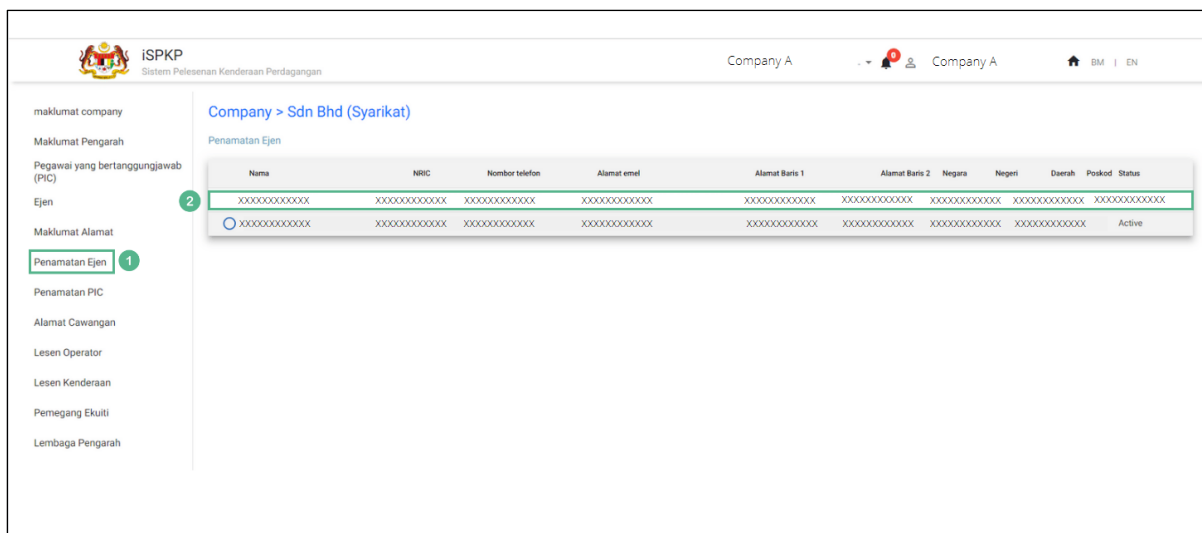 iSPKP
Sistem Pelesenan Kenderaan Perdagangan
Company A
0
Company A
BM | EN
maklumat company
Maklumat Pengarah
Pegawai yang bertanggungjawab
(PIC)
Ejen
Maklumat Alamat
Penamatan Ejen 1
Penamatan PIC
Alamat Cawangan
Lesen Operator
Lesen Kenderaan
Pemegang Ekuiti
Lembaga Pengarah
Company > Sdn Bhd (Syarikat)
Penamatan Ejen
Nama NRIC Nombor telefon Alamat emel Alamat Baris 1 Alamat Baris 2 Negara Negeri Daerah Poskod Status
2 XXXXXXXXXXXX XXXXXXXXXXXX XXXXXXXXXXXX XXXXXXXXXXXX XXXXXXXXXXXX XXXXXXXXXXXX XXXXXXXXXXXX XXXXXXXXXXXX XXXXXXXXXXXX
XXXXXXXXXXXX XXXXXXXXXXXX XXXXXXXXXXXX XXXXXXXXXXXX XXXXXXXXXXXX XXXXXXXXXXXX XXXXXXXXXXXX XXXXXXXXXXXX Active